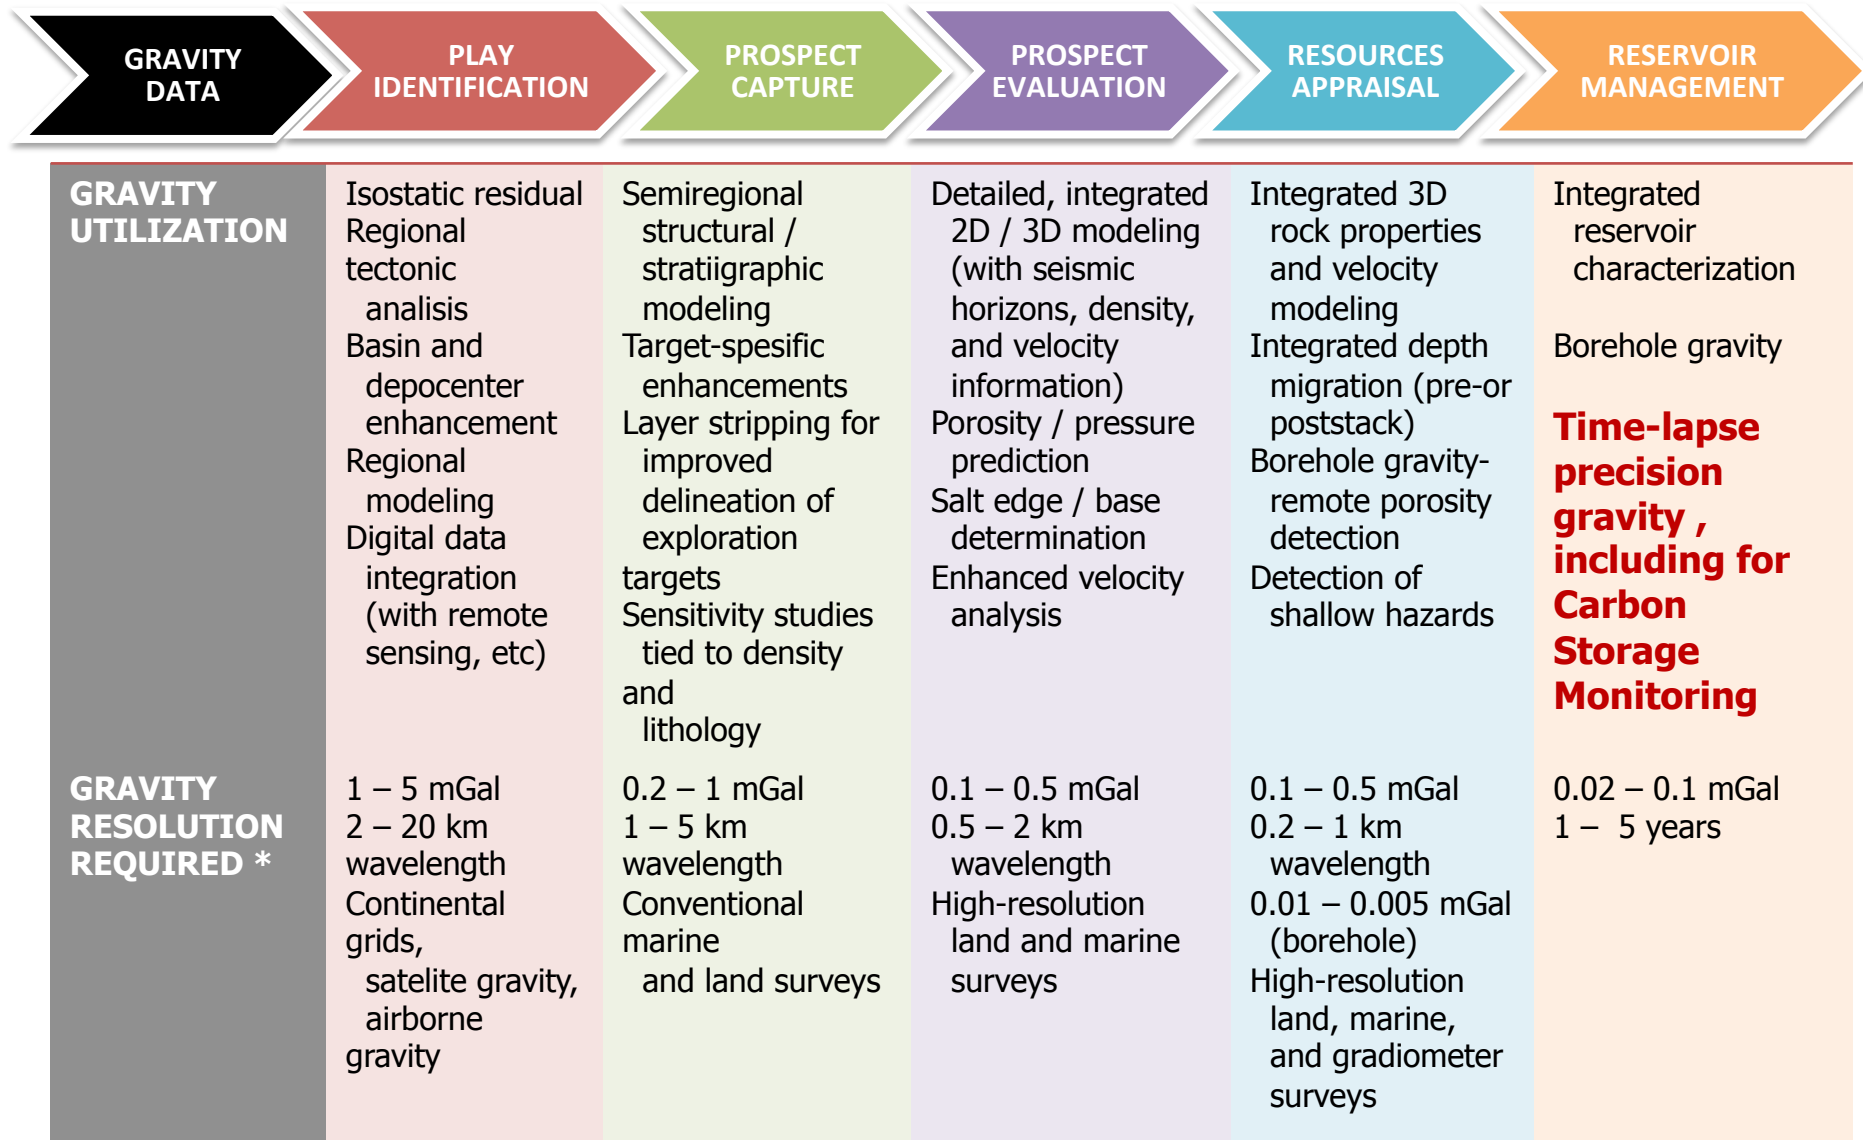 GRAVITY
DATA
PLAY
IDENTIFICATION
PROSPECT
CAPTURE
PROSPECT
EVALUATION
RESOURCES
APPRAISAL
RESERVOIR
MANAGEMENT
GRAVITY
UTILIZATION
Isostatic residual
Regional
tectonic
analisis
Basin and
depocenter
enhancement
Regional
modeling
Digital data
integration
(with remote
sensing, etc)
Semiregional
structural /
stratiigraphic
modeling
Target-spesific
enhancements
Layer stripping for
improved
delineation of
exploration
targets
Sensitivity studies
tied to density
and
lithology
Detailed, integrated
2D / 3D modeling
(with seismic
horizons, density,
and velocity
information)
Porosity / pressure
prediction
Salt edge / base
determination
Enhanced velocity
analysis
Integrated 3D
rock properties
and velocity
modeling
Integrated depth
migration (pre-or
poststack)
Borehole gravity-
remote porosity
detection
Detection of
shallow hazards
Integrated
reservoir
characterization
Borehole gravity
Time-lapse
precision
gravity ,
including for
Carbon
Storage
Monitoring
GRAVITY
RESOLUTION
REQUIRED *
1 – 5 mGal
2 – 20 km
wavelength
Continental
grids,
satelite gravity,
airborne
gravity
0.2 – 1 mGal
1 – 5 km
wavelength
Conventional
marine
and land surveys
0.1 – 0.5 mGal
0.5 – 2 km
wavelength
High-resolution
land and marine
surveys
0.1 – 0.5 mGal
0.2 – 1 km
wavelength
0.01 – 0.005 mGal
(borehole)
High-resolution
land, marine,
and gradiometer
surveys
0.02 – 0.1 mGal
1 – 5 years